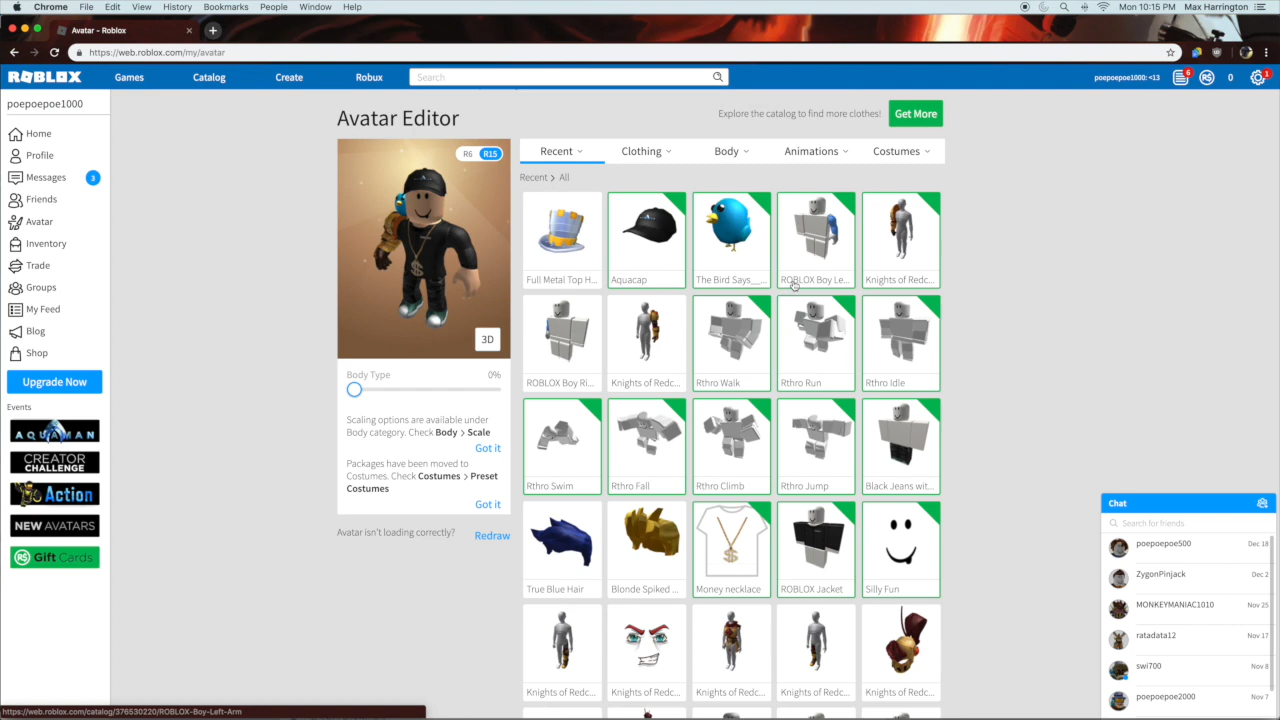 Chrome File Edit View History Bookmarks People Window Help Mon 10:15 PM Max Harrington
Avatar - Roblox
https://web.roblox.com/my/avatar
ROBLOX Games Catalog Create Robux Search poepoepoe1000: <13 6 0 1
poepoepoe1000
Home
Profile
Messages 3
Friends
Avatar
Inventory
Trade
Groups
My Feed
Blog
Shop
Upgrade Now
Events
AQUAMAN
CREATOR
CHALLENGE
Action
NEW AVATARS
Gift Cards
Avatar Editor
Explore the catalog to find more clothes! Get More
R6 R15
3D
Body Type 0%
Scaling options are available under
Body category. Check Body > Scale
Got it
Packages have been moved to
Costumes. Check Costumes > Preset
Costumes
Got it
Avatar isn't loading correctly? Redraw
Recent Clothing Body Animations Costumes
Recent > All
Full Metal Top H... Aquacap The Bird Says__... ROBLOX Boy Le... Knights of Redc...
ROBLOX Boy Ri... Knights of Redc... Rthro Walk Rthro Run Rthro Idle
Rthro Swim Rthro Fall Rthro Climb Rthro Jump Black Jeans wit...
True Blue Hair Blonde Spiked ... Money necklace ROBLOX Jacket Silly Fun
Knights of Redc... Knights of Redc... Knights of Redc... Knights of Redc...
Chat
Search for friends
poepoepoe500 Dec 18
ZygonPinjack Dec 2
MONKEYMANIAC1010 Nov 25
ratadata12 Nov 17
swi700 Nov 8
poepoepoe2000 Nov 7
https://web.roblox.com/catalog/376530220/ROBLOX-Boy-Left-Arm